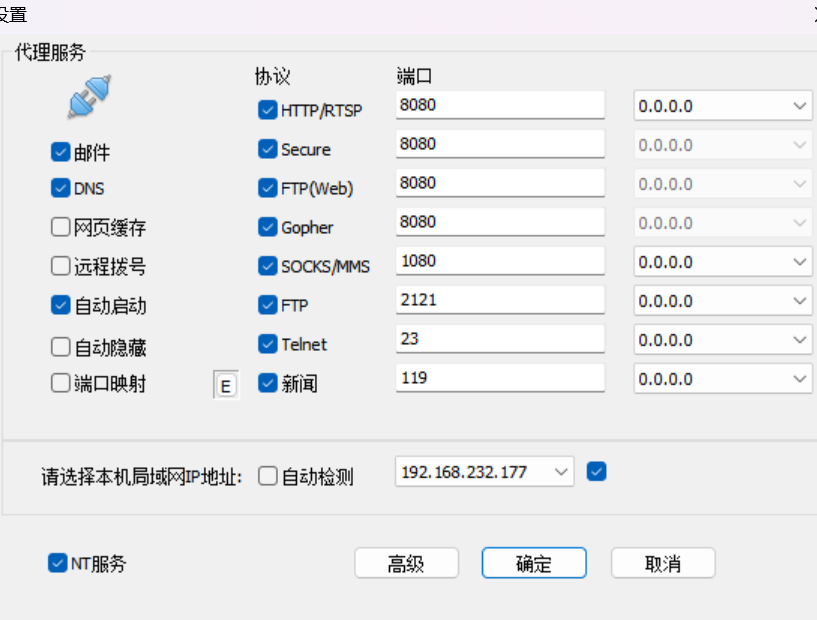 设置
代理服务
协议 端口
HTTP/RTSP 8080 0.0.0.0
邮件 Secure 8080 0.0.0.0
DNS FTP(Web) 8080 0.0.0.0
网页缓存 Gopher 8080 0.0.0.0
远程拨号 SOCKS/MMS 1080 0.0.0.0
自动启动 FTP 2121 0.0.0.0
自动隐藏 Telnet 23 0.0.0.0
端口映射 E 新闻 119 0.0.0.0
请选择本机局域网IP地址: 自动检测 192.168.232.177
NT服务 高级 确定 取消